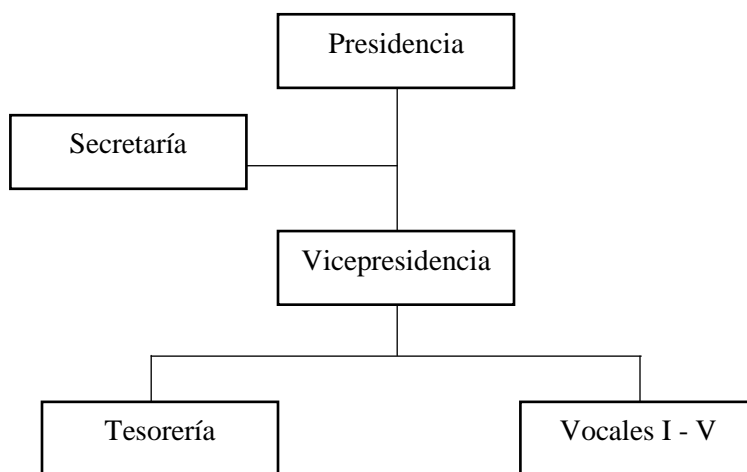 Presidencia
Secretaría
Vicepresidencia
Tesorería
Vocales I - V